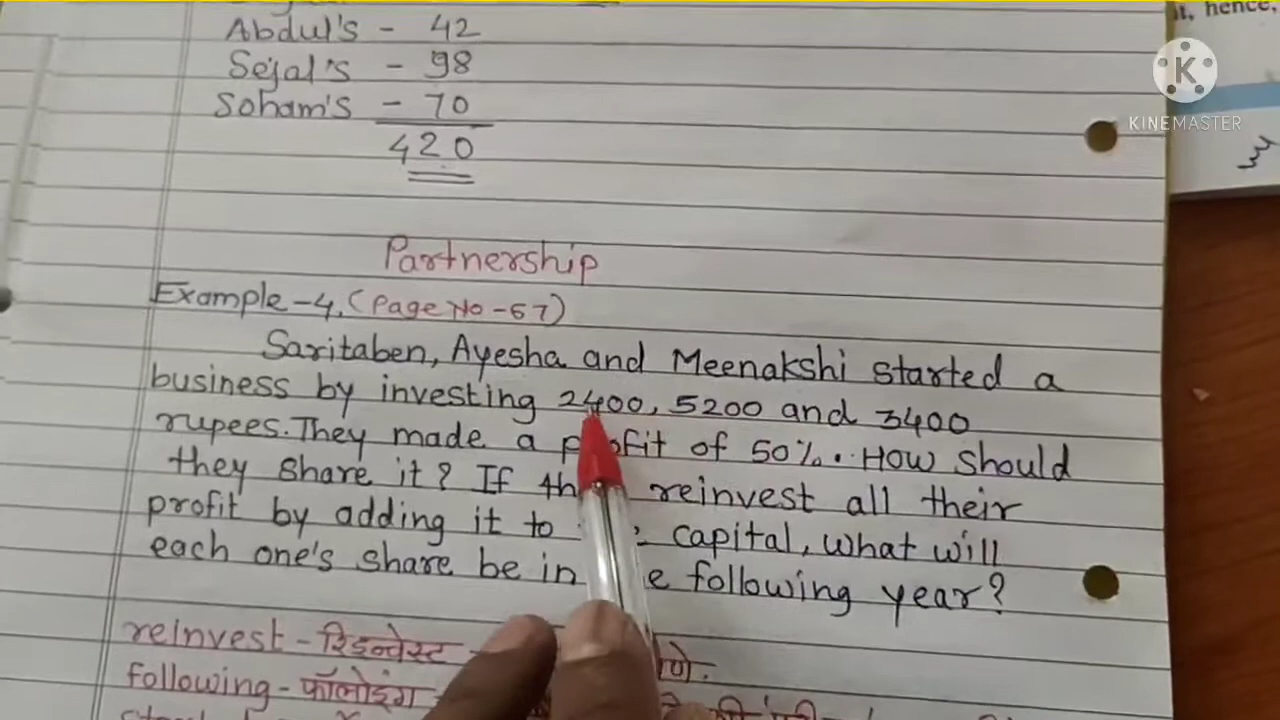 it, hence,
Abdul's - 42
Sejal's - 98
Soham's - 70
420
KINEMASTER
Partnership
Example-4, (Page No-67)
Saritaben, Ayesha and Meenakshi started a
business by investing 2400, 5200 and 3400
rupees. They made a profit of 50%. How should
they share it? If reinvest all their
profit by adding it to capital, what will
each one's share be in following year?
reinvest - रिइन्वेस्ट -
following - फॉलोइंग